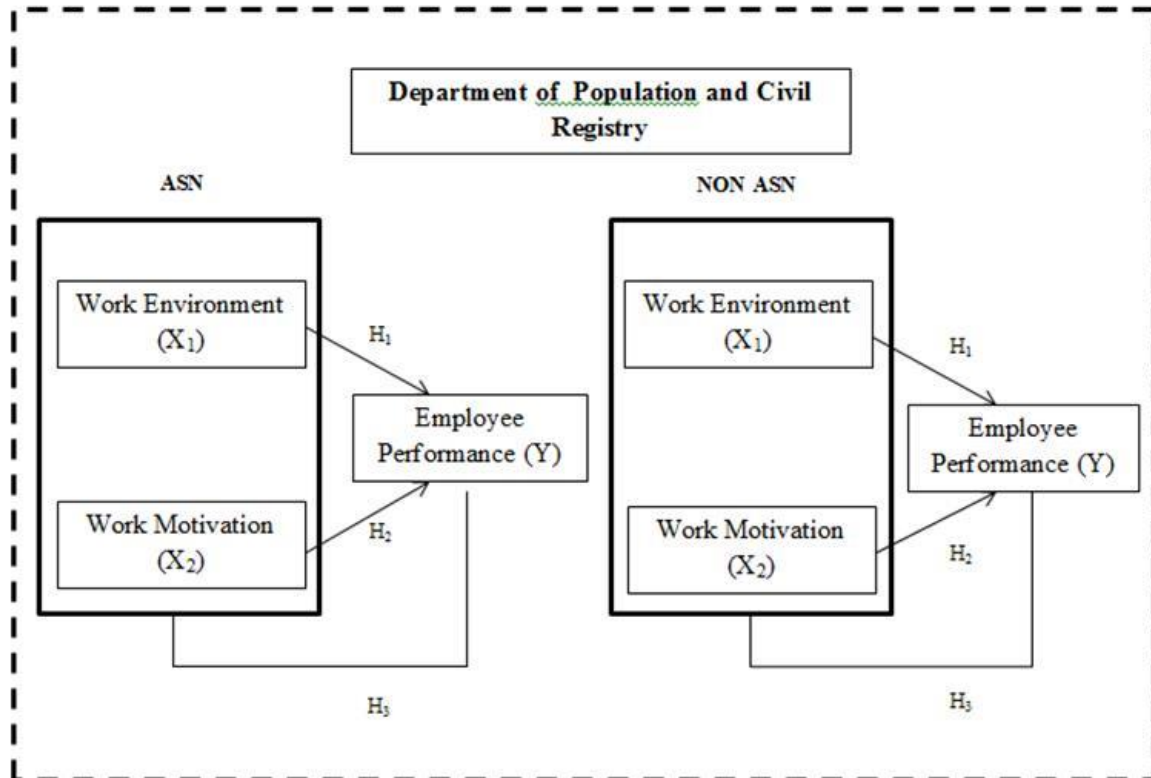 Department of Population and Civil
Registry
ASN
NON ASN
Work Environment
(X₁)
H₁
Employee
Performance (Y)
Work Motivation
(X₂)
H₂
H₃
Work Environment
(X₁)
H₁
Employee
Performance (Y)
Work Motivation
(X₂)
H₂
H₃